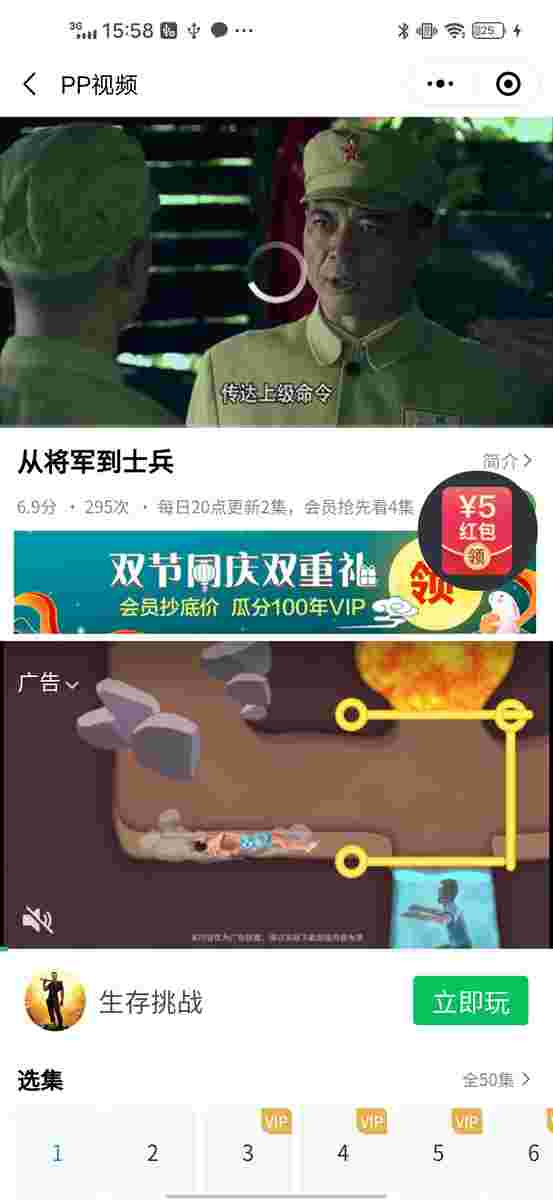 3G 15:58 25
PP视频
传达上级命令
从将军到士兵
简介
6.9分 · 295次 · 每日20点更新2集，会员抢先看4集
¥5
红包
领
双节同庆双重礼
会员抄底价 瓜分100年VIP
领
广告
生存挑战
立即玩
选集
全50集
VIP VIP VIP
1 2 3 4 5 6